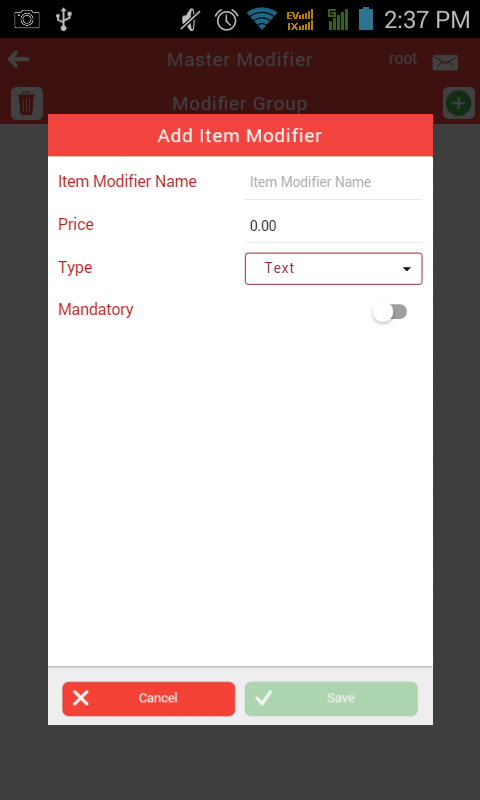 2:37 PM
Master Modifier
root
Modifier Group
Add Item Modifier
Item Modifier Name
Item Modifier Name
Price
0.00
Type
Text
Mandatory
Cancel
Save